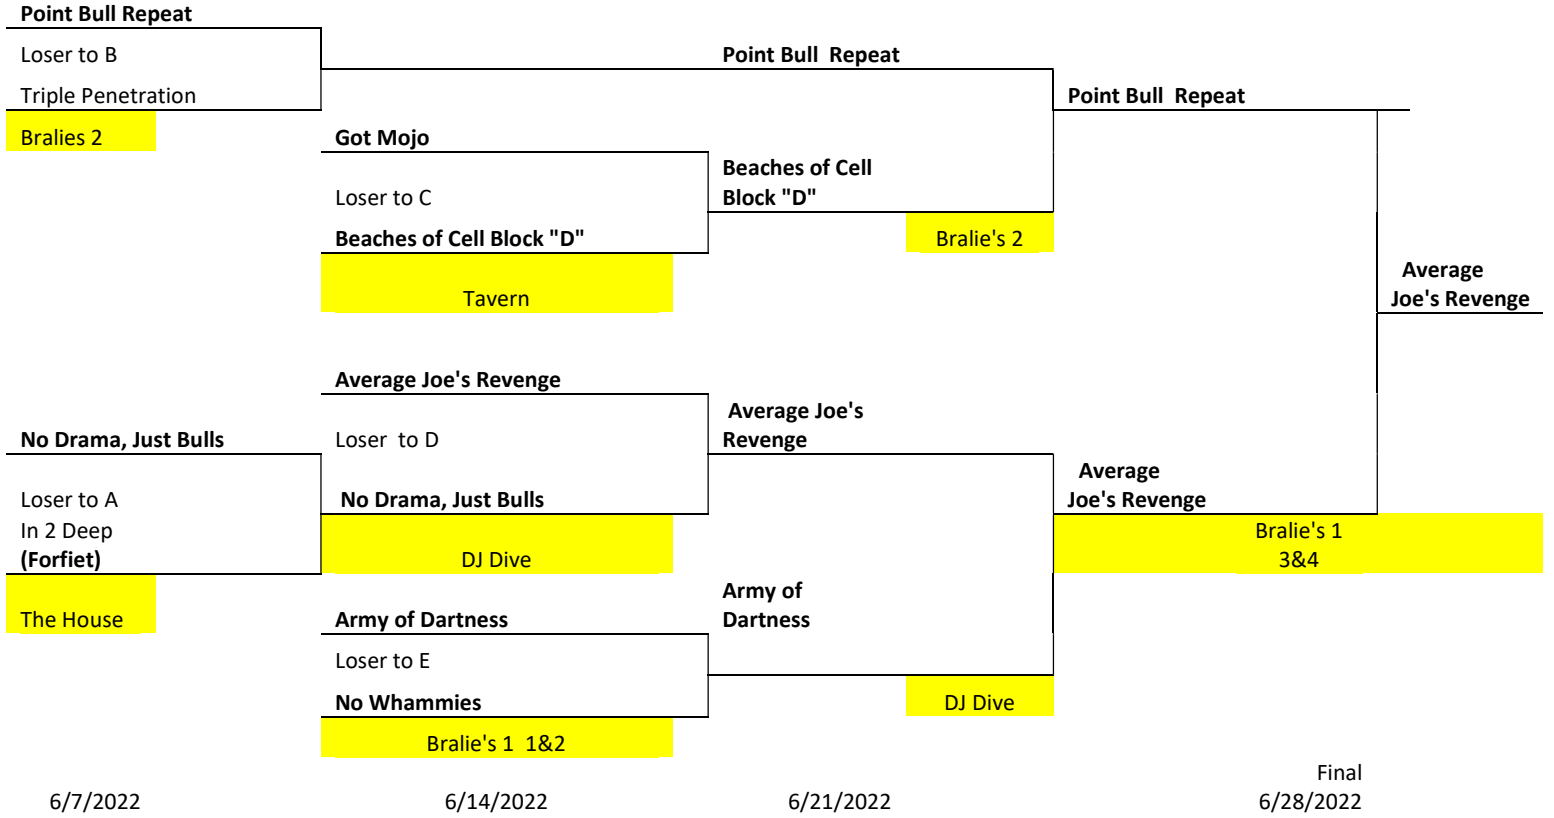 Point Bull Repeat
Loser to B
Point Bull  Repeat
Triple Penetration
Point Bull  Repeat
Bralies 2
Got Mojo
Beaches of Cell
Block "D"
Loser to C
Beaches of Cell Block "D"
Bralie's 2
Tavern
Average
Joe's Revenge
Average Joe's Revenge
Average Joe's
Revenge
No Drama, Just Bulls
Loser  to D
Average
Joe's Revenge
Loser to A
No Drama, Just Bulls
In 2 Deep
(Forfiet)
DJ Dive
Bralie's 1
3&4
Army of
Dartness
The House
Army of Dartness
Loser to E
No Whammies
DJ Dive
Bralie's 1  1&2
Final
6/7/2022
6/14/2022
6/21/2022
6/28/2022